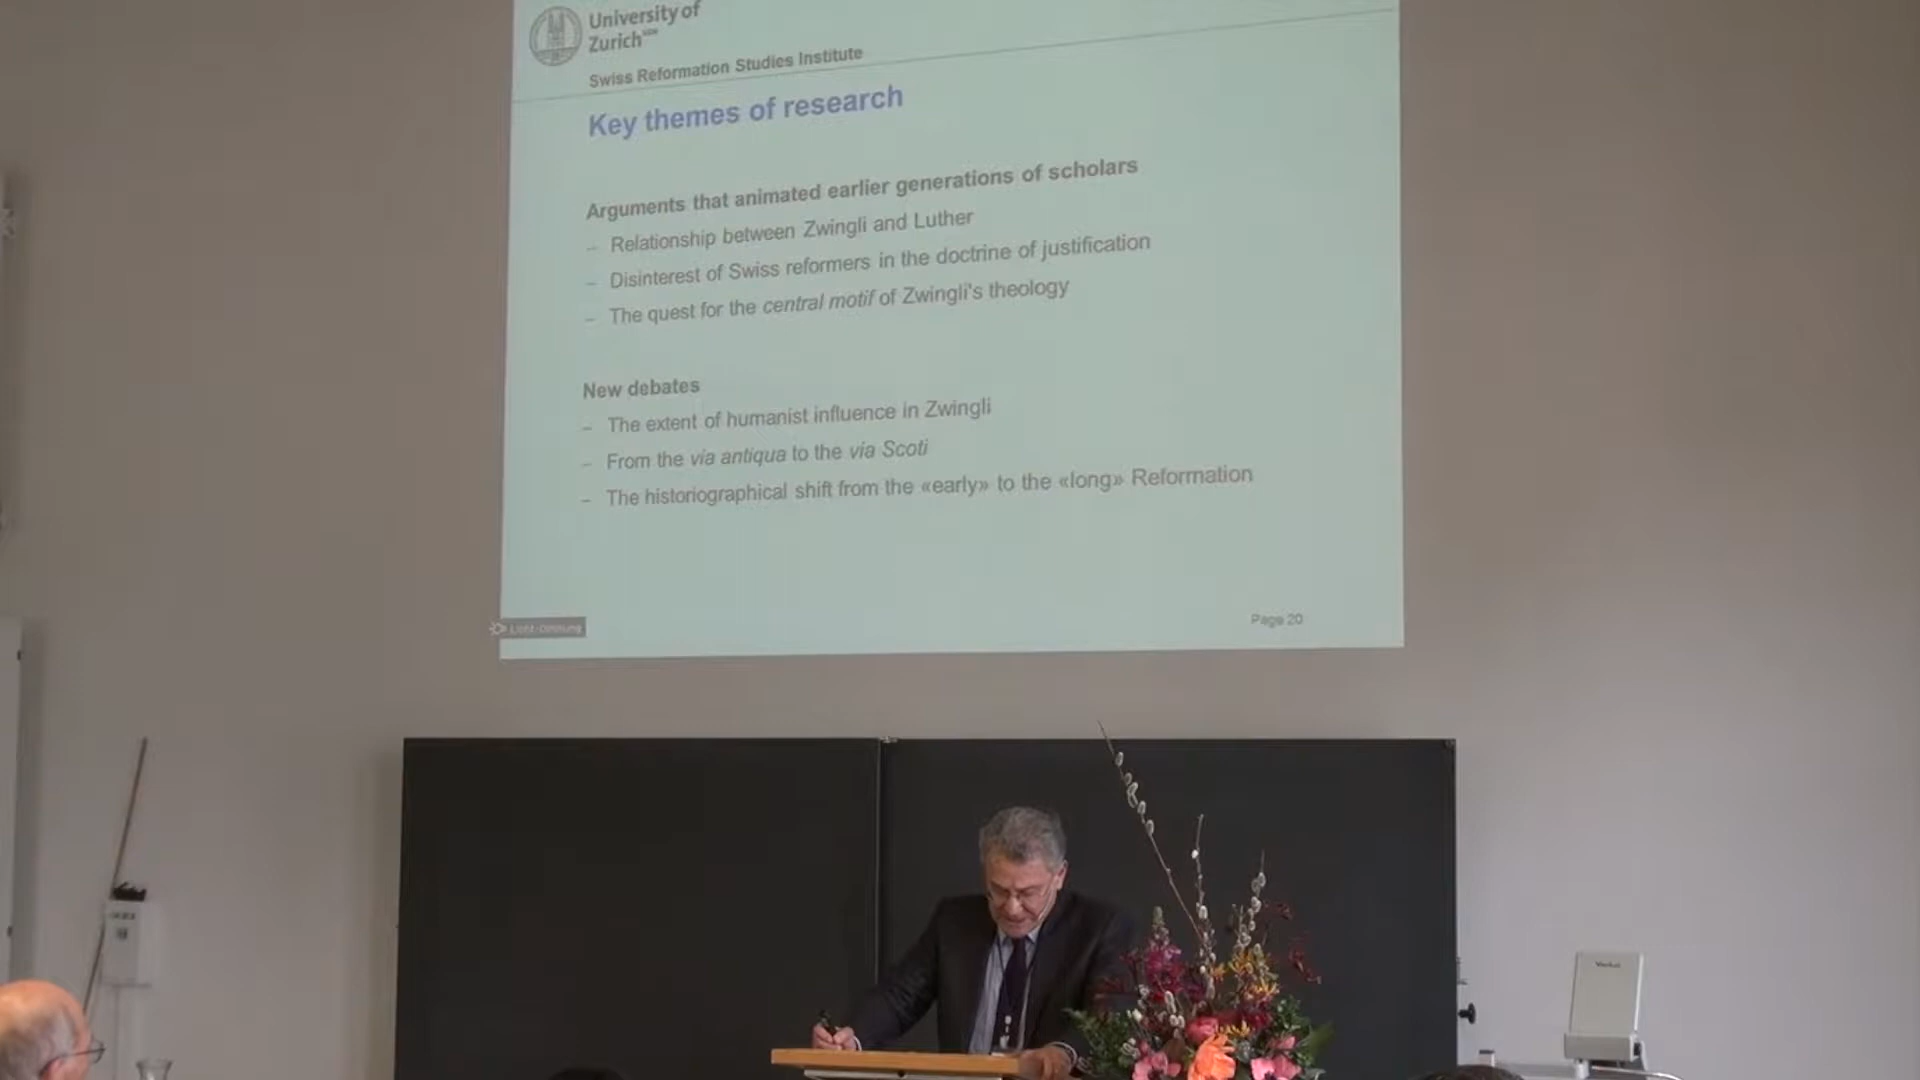 University of
Zurich
Swiss Reformation Studies Institute
Key themes of research
Arguments that animated earlier generations of scholars
– Relationship between Zwingli and Luther
– Disinterest of Swiss reformers in the doctrine of justification
– The quest for the central motif of Zwingli's theology
New debates
– The extent of humanist influence in Zwingli
– From the via antiqua to the via Scoti
– The historiographical shift from the «early» to the «long» Reformation
Page 20